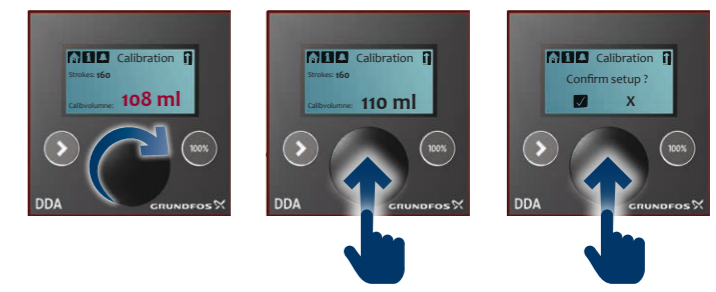 Calibration
Strokes: 160
Calibvolumne: 108 ml
100%
DDA
GRUNDFOS
Calibration
Strokes: 160
Calibvolumne: 110 ml
100%
DDA
GRUNDFOS
Calibration
Confirm setup ?
X
100%
DDA
GRUNDFOS